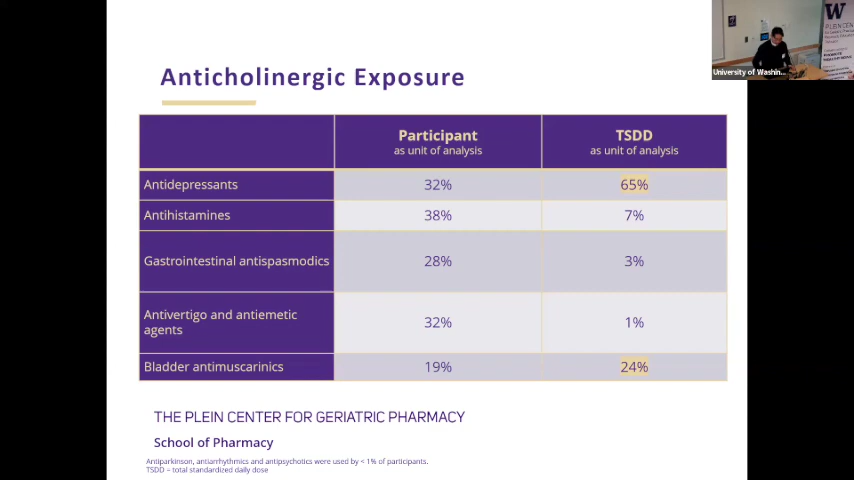 Anticholinergic Exposure
Participant
as unit of analysis
TSDD
as unit of analysis
Antidepressants 32% 65%
Antihistamines 38% 7%
Gastrointestinal antispasmodics 28% 3%
Antivertigo and antiemetic
agents 32% 1%
Bladder antimuscarinics 19% 24%
THE PLEIN CENTER FOR GERIATRIC PHARMACY
School of Pharmacy
Antiparkinson, antiarrhythmics and antipsychotics were used by < 1% of participants.
TSDD – total standardized daily dose
W
PLEIN CEN
University of Washin...